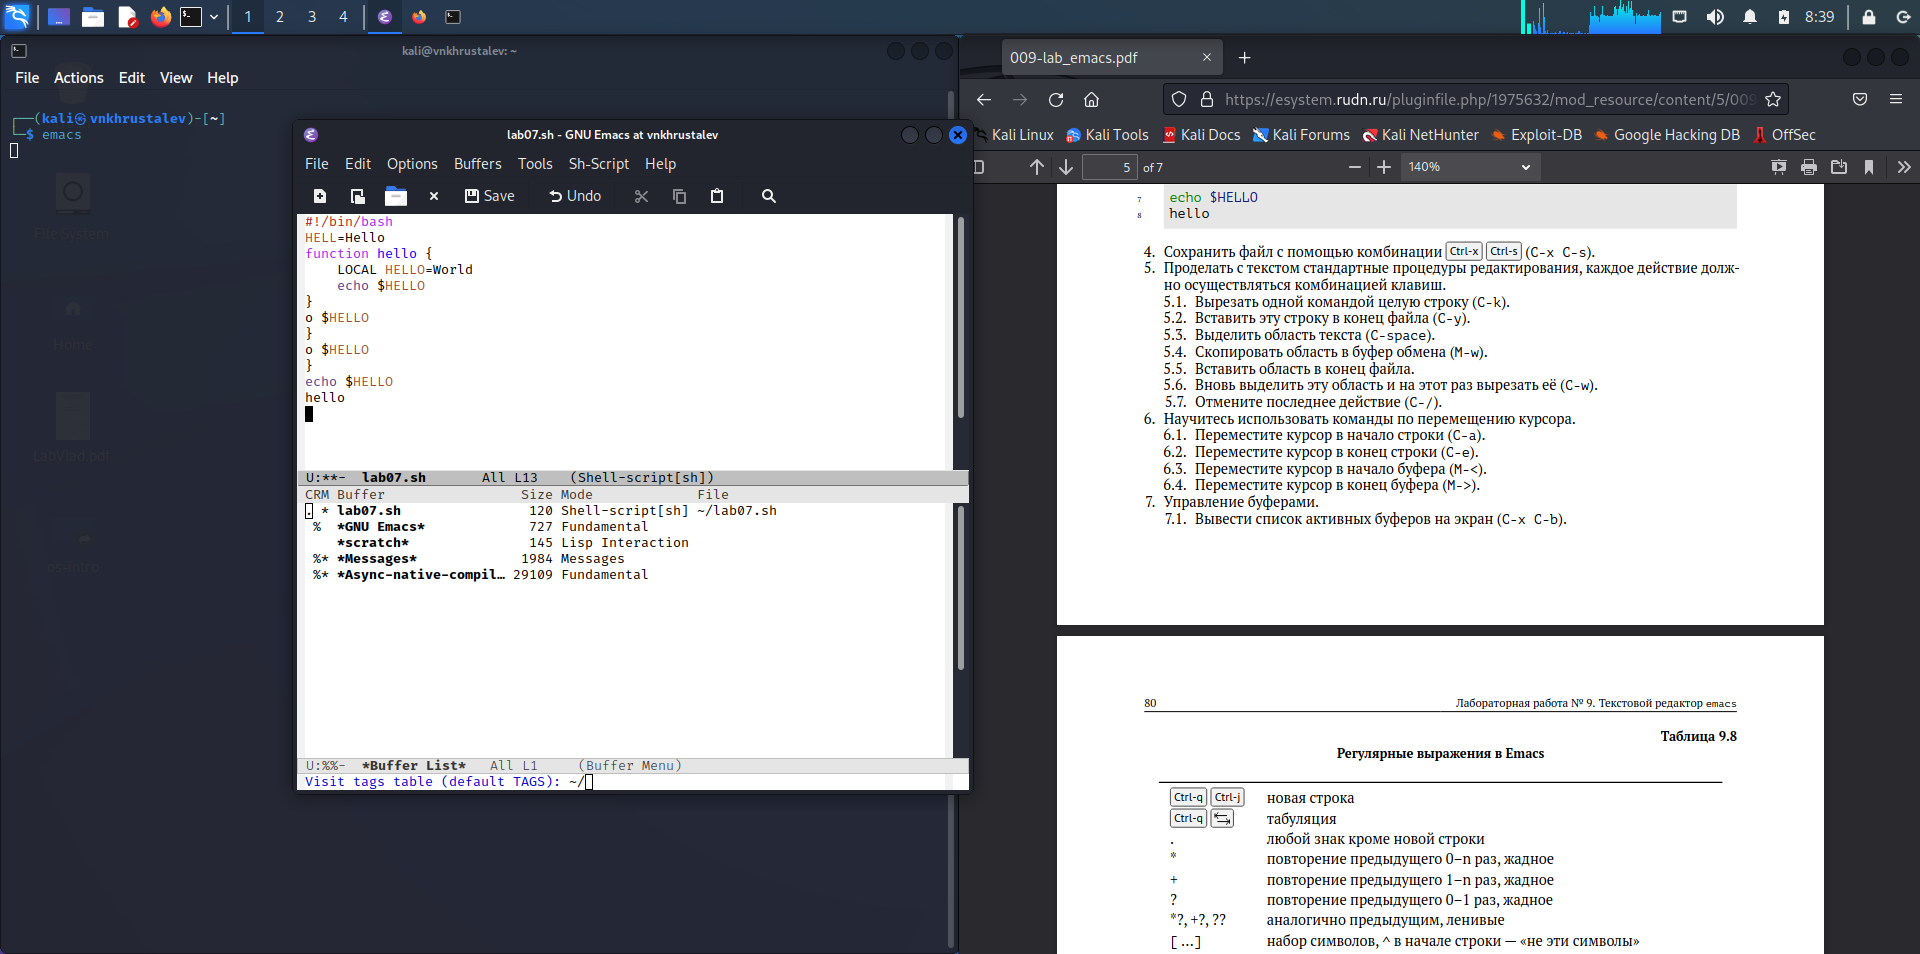 1
2
3
4
8:39
kali@vnkhrustalev: ~
File Actions Edit View Help
┌──(kali㉿vnkhrustalev)-[~]
└─$ emacs
File System
Home
LabVlad.pdf
os-intro
lab07.sh - GNU Emacs at vnkhrustalev
File Edit Options Buffers Tools Sh-Script Help
Save Undo
#!/bin/bash
HELL=Hello
function hello {
    LOCAL HELLO=World
    echo $HELLO
}
o $HELLO
}
o $HELLO
}
echo $HELLO
hello
U:**-  lab07.sh       All L13    (Shell-script[sh])
CRM Buffer                 Size Mode             File
. * lab07.sh                120 Shell-script[sh] ~/lab07.sh
 %  *GNU Emacs*             727 Fundamental
    *scratch*               145 Lisp Interaction
 %* *Messages*             1984 Messages
 %* *Async-native-compil… 29109 Fundamental
U:%%-  *Buffer List*   All L1     (Buffer Menu)
Visit tags table (default TAGS): ~/
009-lab_emacs.pdf
https://esystem.rudn.ru/pluginfile.php/1975632/mod_resource/content/5/009
Kali Linux Kali Tools Kali Docs Kali Forums Kali NetHunter Exploit-DB Google Hacking DB OffSec
5 of 7 140%
7 echo $HELLO
8 hello
4. Сохранить файл с помощью комбинации Ctrl-x Ctrl-s (C-x C-s).
5. Проделать с текстом стандартные процедуры редактирования, каждое действие долж-
но осуществляться комбинацией клавиш.
5.1. Вырезать одной командой целую строку (C-k).
5.2. Вставить эту строку в конец файла (C-y).
5.3. Выделить область текста (C-space).
5.4. Скопировать область в буфер обмена (M-w).
5.5. Вставить область в конец файла.
5.6. Вновь выделить эту область и на этот раз вырезать её (C-w).
5.7. Отмените последнее действие (C-/).
6. Научитесь использовать команды по перемещению курсора.
6.1. Переместите курсор в начало строки (C-a).
6.2. Переместите курсор в конец строки (C-e).
6.3. Переместите курсор в начало буфера (M-<).
6.4. Переместите курсор в конец буфера (M->).
7. Управление буферами.
7.1. Вывести список активных буферов на экран (C-x C-b).
80 Лабораторная работа № 9. Текстовой редактор emacs
Таблица 9.8
Регулярные выражения в Emacs
Ctrl-q Ctrl-j новая строка
Ctrl-q ↹ табуляция
. любой знак кроме новой строки
* повторение предыдущего 0–n раз, жадное
+ повторение предыдущего 1–n раз, жадное
? повторение предыдущего 0–1 раз, жадное
*?, +?, ?? аналогично предыдущим, ленивые
[ …] набор символов, ^ в начале строки — «не эти символы»